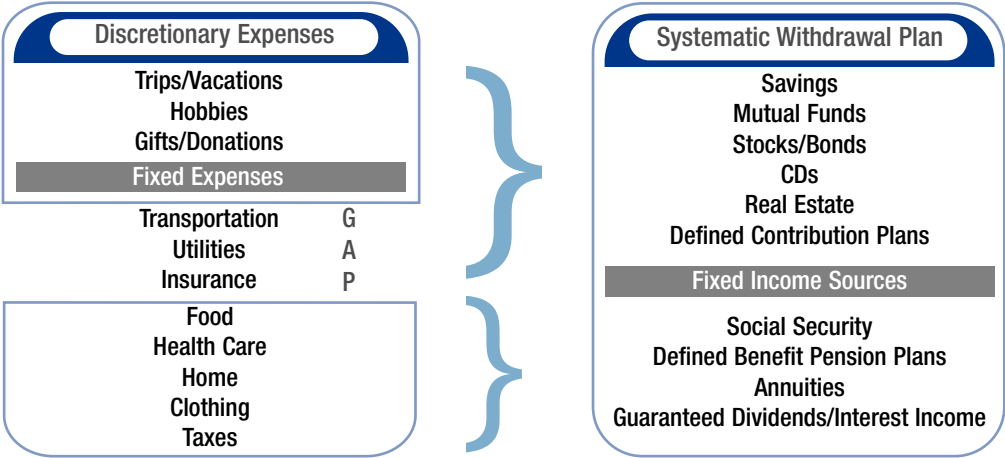 Discretionary Expenses
Trips/Vacations
Hobbies
Gifts/Donations
Fixed Expenses
Transportation G
Utilities A
Insurance P
Food
Health Care
Home
Clothing
Taxes
Systematic Withdrawal Plan
Savings
Mutual Funds
Stocks/Bonds
CDs
Real Estate
Defined Contribution Plans
Fixed Income Sources
Social Security
Defined Benefit Pension Plans
Annuities
Guaranteed Dividends/Interest Income